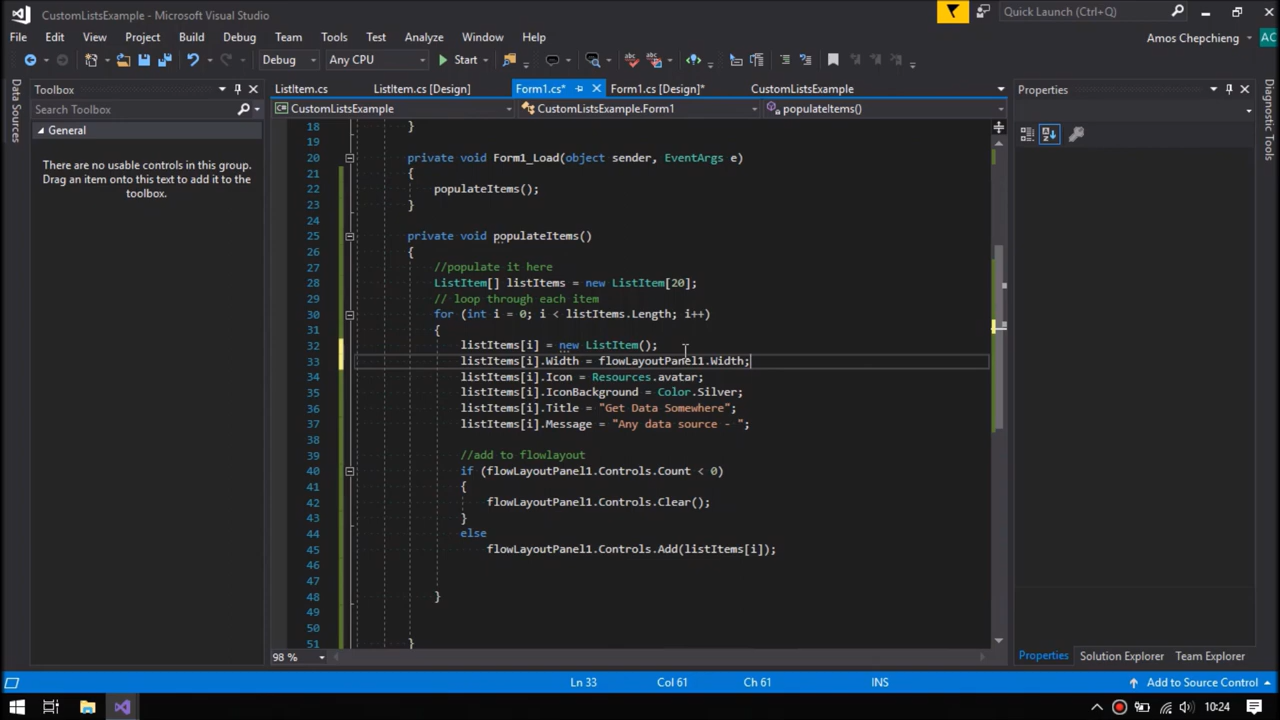 CustomListsExample - Microsoft Visual Studio
Quick Launch (Ctrl+Q)
File Edit View Project Build Debug Team Tools Test Analyze Window Help
Amos Chepchieng AC
Debug Any CPU Start
Data Sources
Toolbox
Search Toolbox
General
There are no usable controls in this group.
Drag an item onto this text to add it to the
toolbox.
ListItem.cs ListItem.cs [Design] Form1.cs* Form1.cs [Design]* CustomListsExample
CustomListsExample CustomListsExample.Form1 populateItems()
18 }
19
20 private void Form1_Load(object sender, EventArgs e)
21 {
22 populateItems();
23 }
24
25 private void populateItems()
26 {
27 //populate it here
28 ListItem[] listItems = new ListItem[20];
29 // loop through each item
30 for (int i = 0; i < listItems.Length; i++)
31 {
32 listItems[i] = new ListItem();
33 listItems[i].Width = flowLayoutPanel1.Width;
34 listItems[i].Icon = Resources.avatar;
35 listItems[i].IconBackground = Color.Silver;
36 listItems[i].Title = "Get Data Somewhere";
37 listItems[i].Message = "Any data source - ";
38
39 //add to flowlayout
40 if (flowLayoutPanel1.Controls.Count < 0)
41 {
42 flowLayoutPanel1.Controls.Clear();
43 }
44 else
45 flowLayoutPanel1.Controls.Add(listItems[i]);
46
47
48 }
49
50
51 }
98 %
Properties
Diagnostic Tools
Properties Solution Explorer Team Explorer
Ln 33 Col 61 Ch 61 INS Add to Source Control
10:24